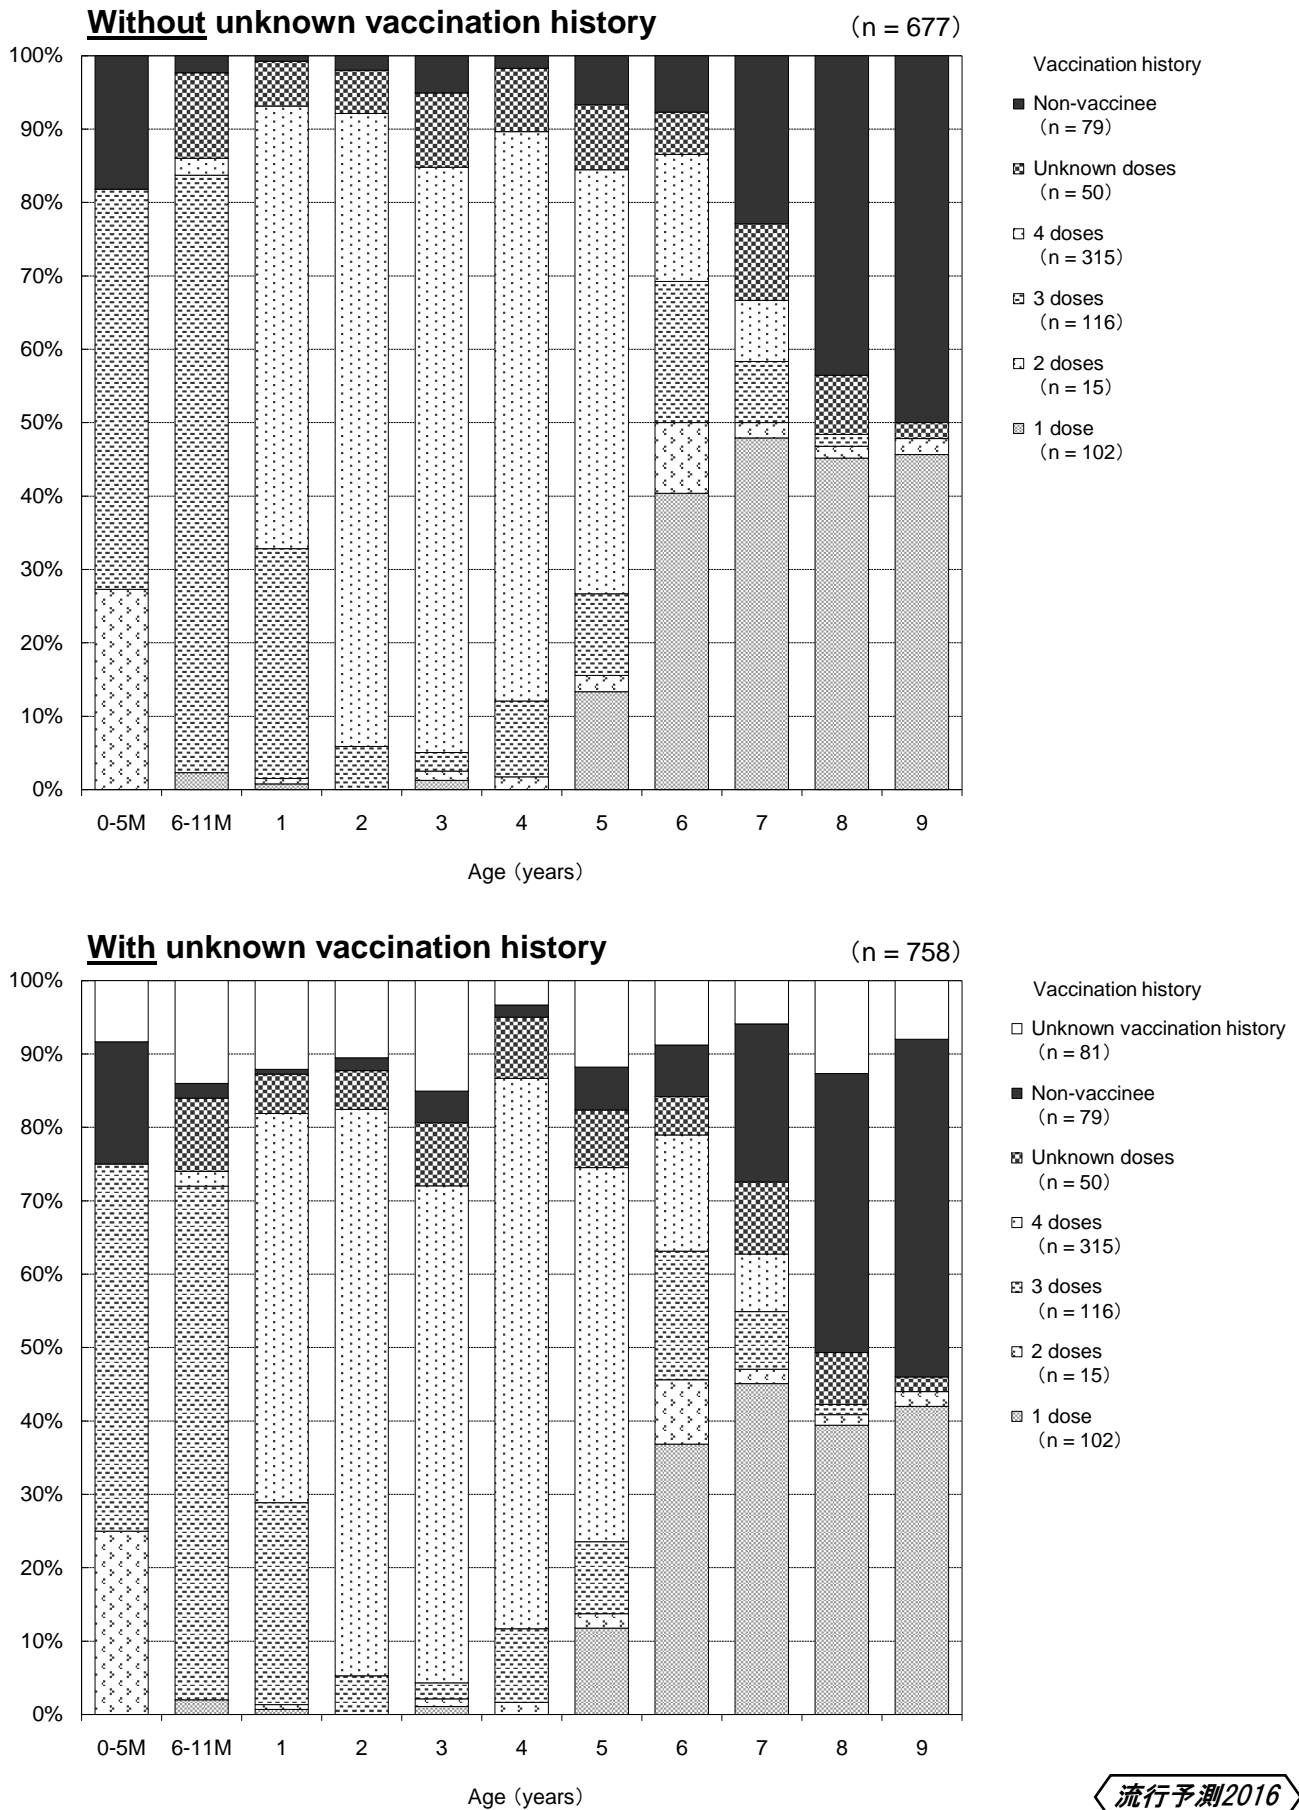 Without unknown vaccination history
（n = 677）
100%
90%
80%
70%
60%
50%
40%
30%
20%
10%
0%
0-5M 6-11M 1 2 3 4 5 6 7 8 9
Age（years）
Vaccination history
Non-vaccinee
（n = 79）
Unknown doses
（n = 50）
4 doses
（n = 315）
3 doses
（n = 116）
2 doses
（n = 15）
1 dose
（n = 102）
With unknown vaccination history
（n = 758）
100%
90%
80%
70%
60%
50%
40%
30%
20%
10%
0%
0-5M 6-11M 1 2 3 4 5 6 7 8 9
Age（years）
Vaccination history
Unknown vaccination history
（n = 81）
Non-vaccinee
（n = 79）
Unknown doses
（n = 50）
4 doses
（n = 315）
3 doses
（n = 116）
2 doses
（n = 15）
1 dose
（n = 102）
流行予測2016